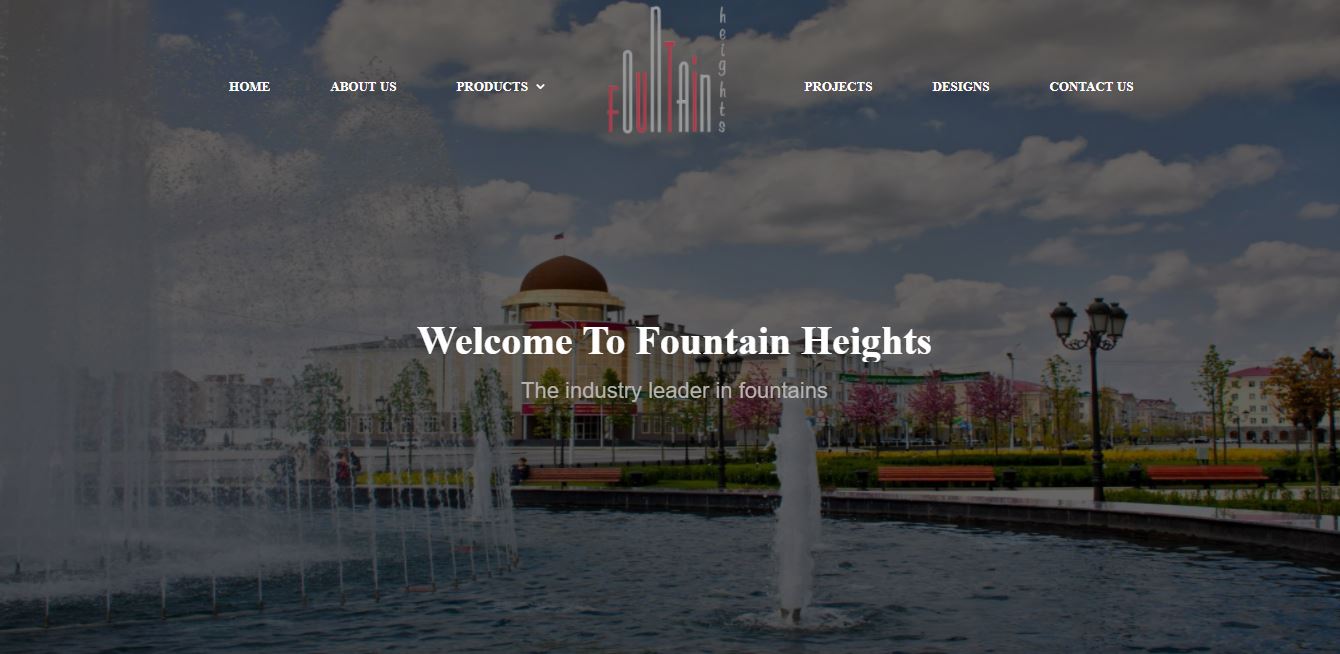 HOME
ABOUT US
PRODUCTS
FOUNTAIN
heights
PROJECTS
DESIGNS
CONTACT US
Welcome To Fountain Heights
The industry leader in fountains